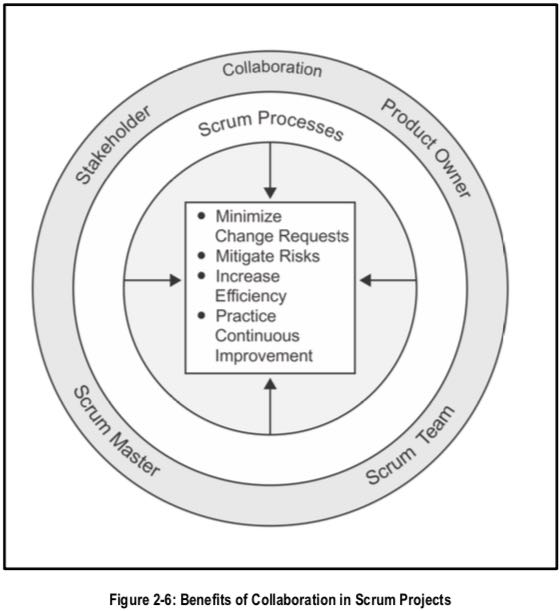 Collaboration
Stakeholder
Product Owner
Scrum Processes
● Minimize
Change Requests
● Mitigate Risks
● Increase
Efficiency
● Practice
Continuous
Improvement
Scrum Master
Scrum Team
Figure 2-6: Benefits of Collaboration in Scrum Projects